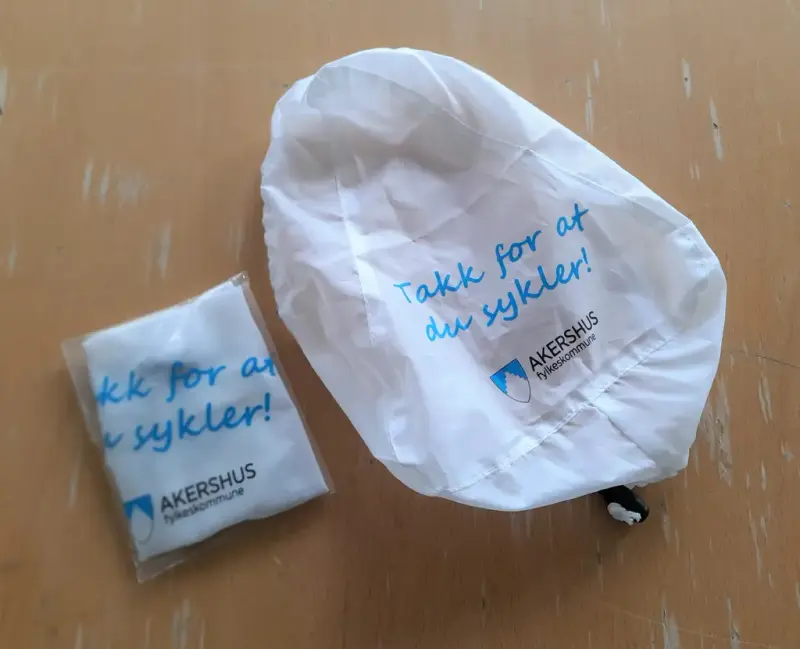 Takk for at
du sykler!
AKERSHUS
fylkeskommune
kk for at
sykler!
AKERSHUS
fylkeskommune